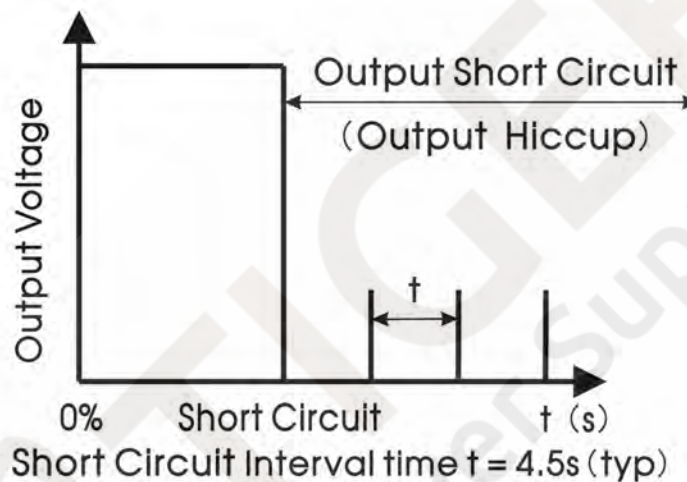 Output Short Circuit
(Output Hiccup)
Output Voltage
t
0% Short Circuit t (s)
Short Circuit Interval time t = 4.5s (typ)